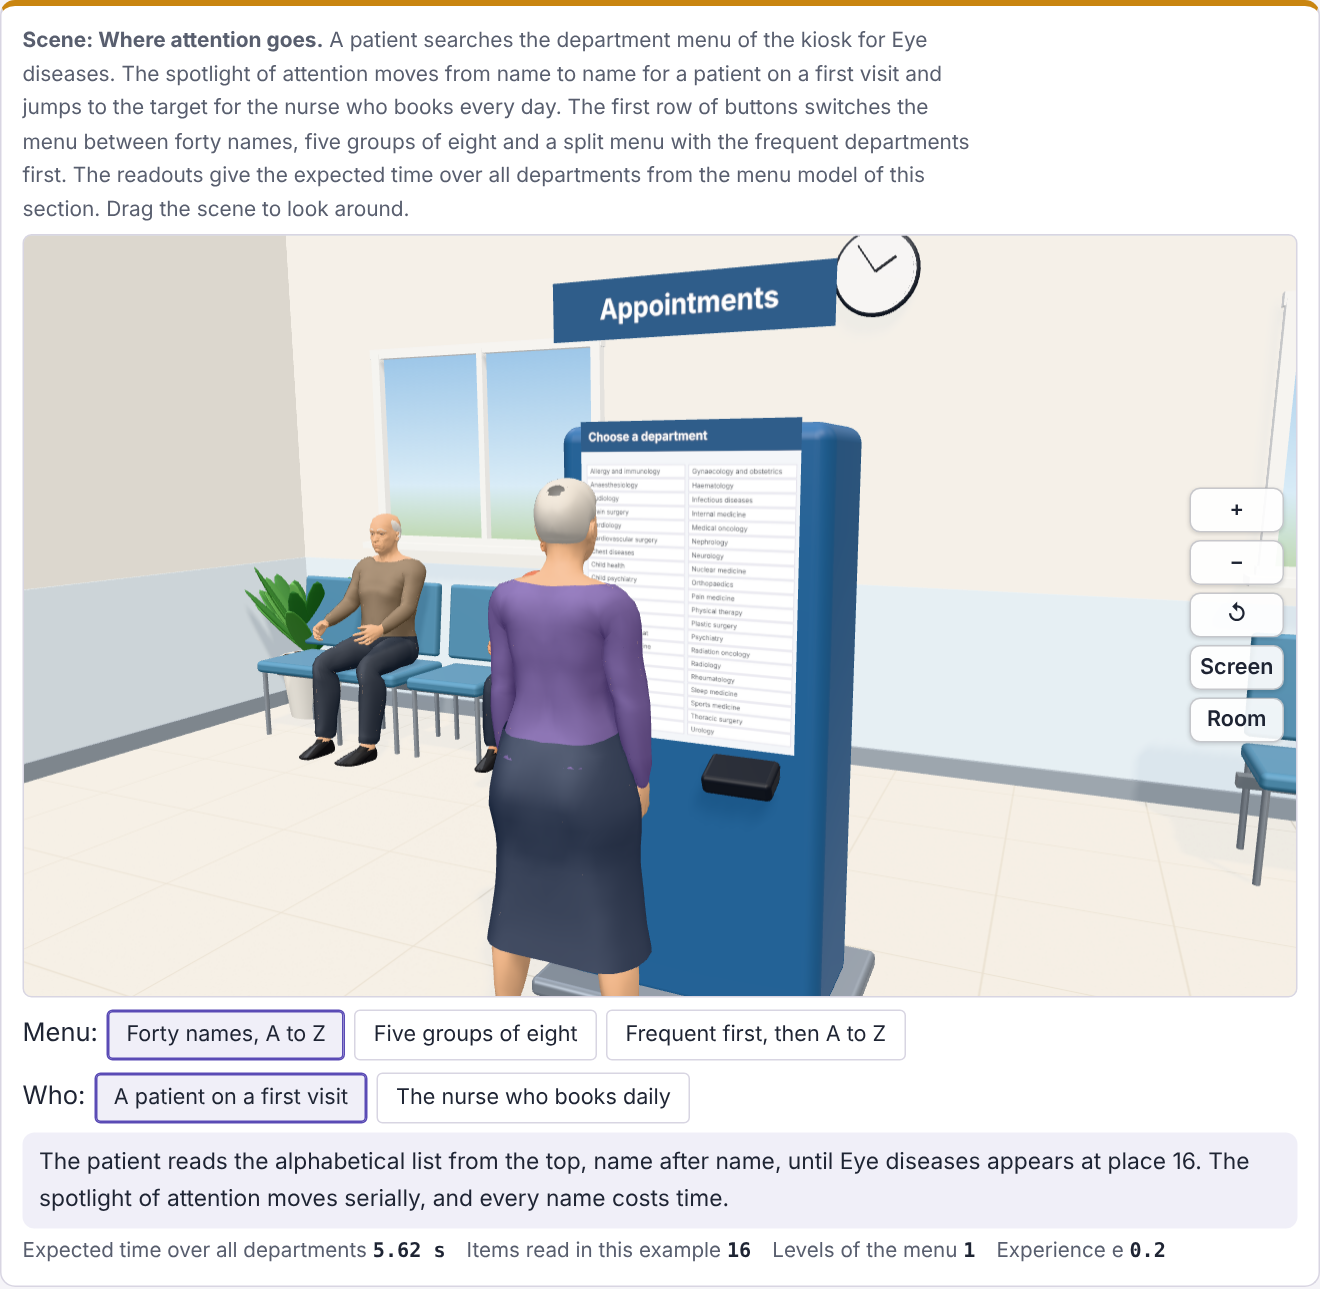 Scene: Where attention goes. A patient searches the department menu of the kiosk for Eye
diseases. The spotlight of attention moves from name to name for a patient on a first visit and
jumps to the target for the nurse who books every day. The first row of buttons switches the
menu between forty names, five groups of eight and a split menu with the frequent departments
first. The readouts give the expected time over all departments from the menu model of this
section. Drag the scene to look around.
Appointments
Choose a department
Allergy and immunology
Anaesthesiology
surgery
surgery
Chest diseases
Child health
Child psychiatry
Gynaecology and obstetrics
Haematology
Infectious diseases
Internal medicine
Medical oncology
Nephrology
Neurology
Nuclear medicine
Orthopaedics
Pain medicine
Physical therapy
Plastic surgery
Psychiatry
Radiation oncology
Radiology
Rheumatology
Sleep medicine
Sports medicine
Thoracic surgery
Urology
+
−
Screen
Room
Menu: Forty names, A to Z Five groups of eight Frequent first, then A to Z
Who: A patient on a first visit The nurse who books daily
The patient reads the alphabetical list from the top, name after name, until Eye diseases appears at place 16. The
spotlight of attention moves serially, and every name costs time.
Expected time over all departments 5.62 s Items read in this example 16 Levels of the menu 1 Experience e 0.2